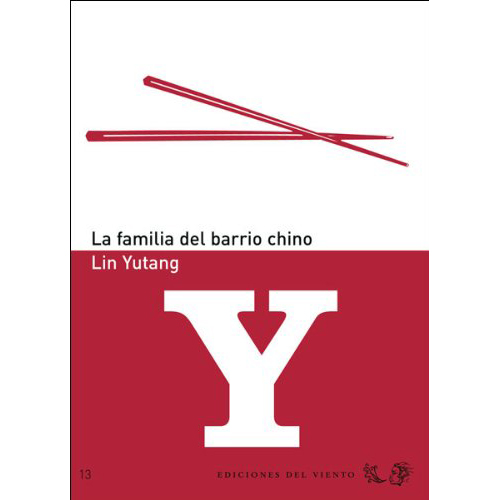 La familia del barrio chino
Lin Yutang
Y
13
EDICIONES DEL VIENTO